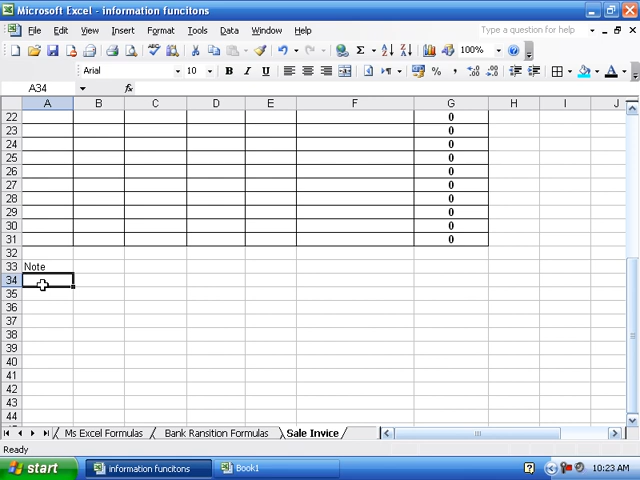 Microsoft Excel - information funcitons
File Edit View Insert Format Tools Data Window Help Type a question for help
100%
Arial 10 B I U
A34 fx
A B C D E F G H I J
22 0
23 0
24 0
25 0
26 0
27 0
28 0
29 0
30 0
31 0
32
33 Note
34
35
36
37
38
39
40
41
42
43
44
Ms Excel Formulas Bank Ransition Formulas Sale Invice
Ready
start information funcitons Book1 10:23 AM